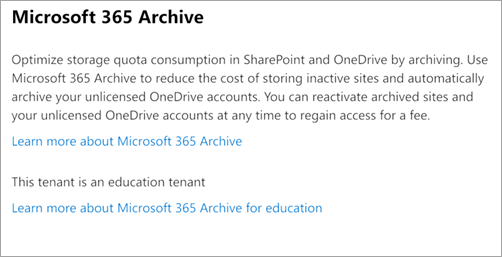 Microsoft 365 Archive
Optimize storage quota consumption in SharePoint and OneDrive by archiving. Use
Microsoft 365 Archive to reduce the cost of storing inactive sites and automatically
archive your unlicensed OneDrive accounts. You can reactivate archived sites and
your unlicensed OneDrive accounts at any time to regain access for a fee.
Learn more about Microsoft 365 Archive
This tenant is an education tenant
Learn more about Microsoft 365 Archive for education